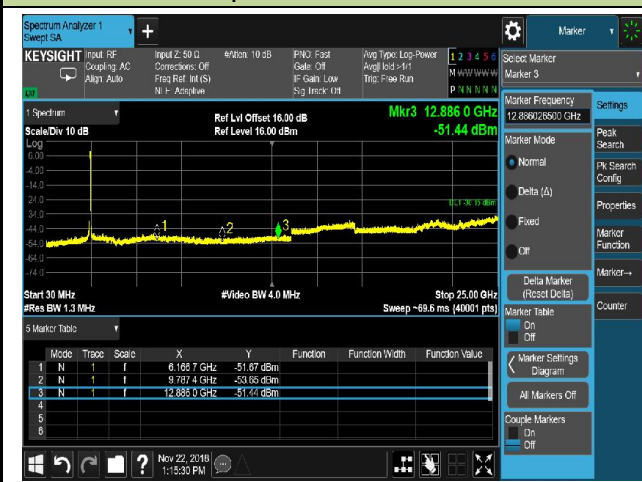 Spectrum Analyzer 1
Swept SA
Marker
KEYSIGHT
Input: RF
Coupling: AC
Align: Auto
Input Z: 50 Ω
Corrections: Off
Freq Ref: Int (S)
NFE: Adaptive
#Atten: 10 dB
PNO: Fast
Gate: Off
IF Gain: Low
Sig Track: Off
Avg Type: Log-Power
Avg|Hold >1/1
Trig: Free Run
1 2 3 4 5 6
M W W W W W
P N N N N N
1 Spectrum
Scale/Div 10 dB
Ref Lvl Offset 16.00 dB
Ref Level 16.00 dBm
Mkr3 12.886 0 GHz
-51.44 dBm
Log
6.00
-4.00
-14.0
-24.0
-34.0
-44.0
-54.0
-64.0
-74.0
1
2
3
Start 30 MHz
#Res BW 1.3 M
#Video BW 4.0 MHz
Stop 25.00 GHz
Sweep ~69.6 ms (40001 pts)
5 Marker Table
Mode Trace Scale X Y Function Function Width Function Value
1 N 1 f 6.166 7 GHz -51.67 dBm
2 N 1 f 9.787 4 GHz -53.65 dBm
3 N 1 f 12.886 0 GHz -51.44 dBm
4
5
6
Nov 22, 2018
1:15:30 PM
Select Marker
Marker 3
Marker Frequency
12.886026500 GHz
Marker Mode
Normal
Delta (Δ)
Fixed
Off
Delta Marker
(Reset Delta)
Marker Table
On
Off
Marker Settings
Diagram
All Markers Off
Couple Markers
On
Off
Settings
Peak
Search
Pk Search
Config
Properties
Marker
Function
Marker→
Counter